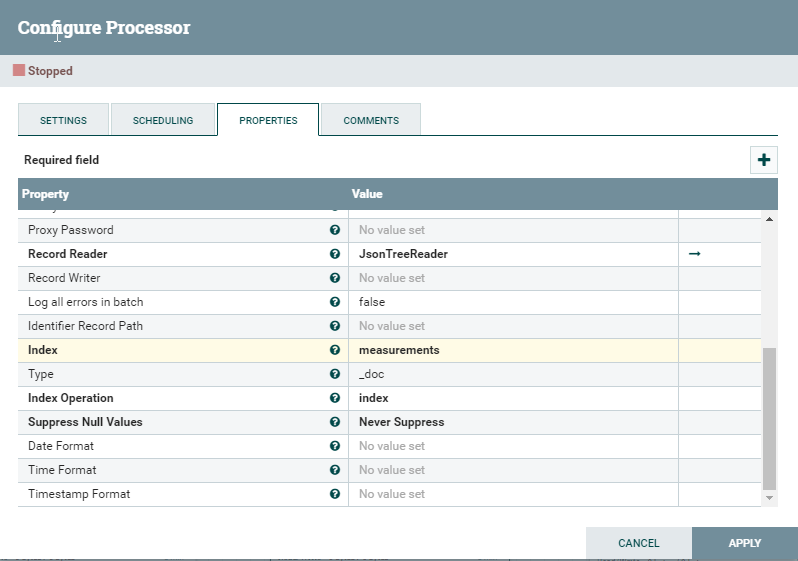 Configure Processor
Stopped
SETTINGS SCHEDULING PROPERTIES COMMENTS
Required field
Property Value
Proxy Password No value set
Record Reader JsonTreeReader
Record Writer No value set
Log all errors in batch false
Identifier Record Path No value set
Index measurements
Type _doc
Index Operation index
Suppress Null Values Never Suppress
Date Format No value set
Time Format No value set
Timestamp Format No value set
CANCEL APPLY